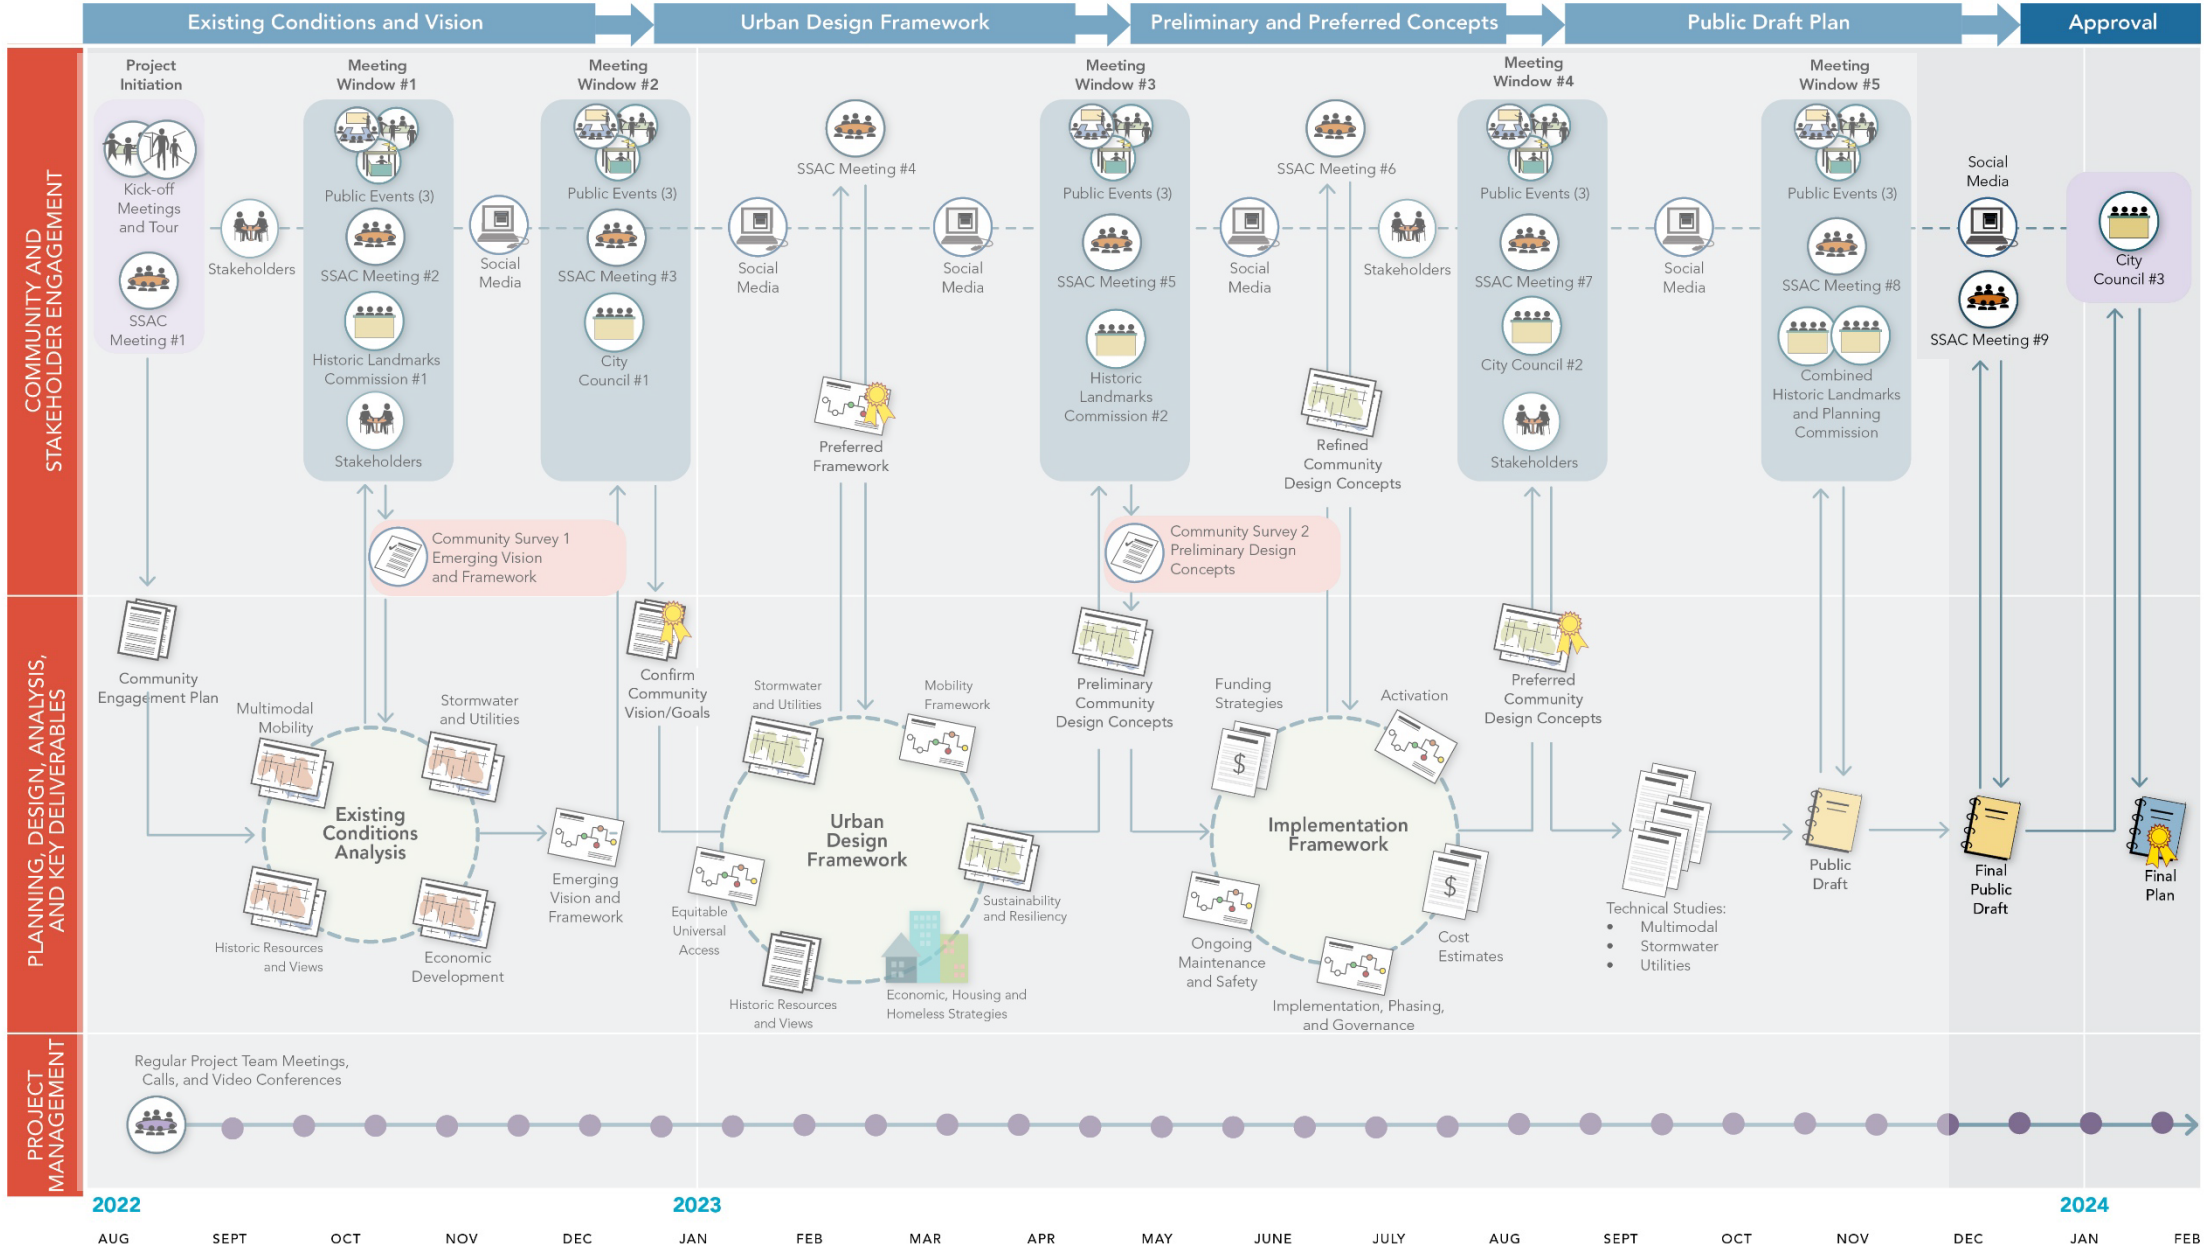 Existing Conditions and Vision
Urban Design Framework
Preliminary and Preferred Concepts
Public Draft Plan
Approval
COMMUNITY AND
STAKEHOLDER ENGAGEMENT
Project
Initiation
Kick-off
Meetings
and Tour
SSAC
Meeting #1
Stakeholders
Meeting
Window #1
Public Events (3)
SSAC Meeting #2
Historic Landmarks
Commission #1
Stakeholders
Social
Media
Meeting
Window #2
Public Events (3)
SSAC Meeting #3
City
Council #1
Social
Media
SSAC Meeting #4
Preferred
Framework
Social
Media
Meeting
Window #3
Public Events (3)
SSAC Meeting #5
Historic
Landmarks
Commission #2
Social
Media
SSAC Meeting #6
Refined
Community
Design Concepts
Stakeholders
Meeting
Window #4
Public Events (3)
SSAC Meeting #7
City Council #2
Stakeholders
Social
Media
Meeting
Window #5
Public Events (3)
SSAC Meeting #8
Combined
Historic Landmarks
and Planning
Commission
Social
Media
SSAC Meeting #9
City
Council #3
Community Survey 1
Emerging Vision
and Framework
Community Survey 2
Preliminary Design
Concepts
PLANNING, DESIGN, ANALYSIS,
AND KEY DELIVERABLES
Community
Engagement Plan
Multimodal
Mobility
Stormwater
and Utilities
Existing
Conditions
Analysis
Historic Resources
and Views
Economic
Development
Emerging
Vision and
Framework
Confirm
Community
Vision/Goals
Stormwater
and Utilities
Mobility
Framework
Urban
Design
Framework
Equitable
Universal
Access
Sustainability
and Resiliency
Historic Resources
and Views
Economic, Housing and
Homeless Strategies
Preliminary
Community
Design Concepts
Funding
Strategies
Activation
Implementation
Framework
$
$
Ongoing
Maintenance
and Safety
Cost
Estimates
Implementation, Phasing,
and Governance
Preferred
Community
Design Concepts
Technical Studies:
• Multimodal
• Stormwater
• Utilities
Public
Draft
Final
Public
Draft
Final
Plan
PROJECT
MANAGEMENT
Regular Project Team Meetings,
Calls, and Video Conferences
2022
2023
2024
AUG
SEPT
OCT
NOV
DEC
JAN
FEB
MAR
APR
MAY
JUNE
JULY
AUG
SEPT
OCT
NOV
DEC
JAN
FEB